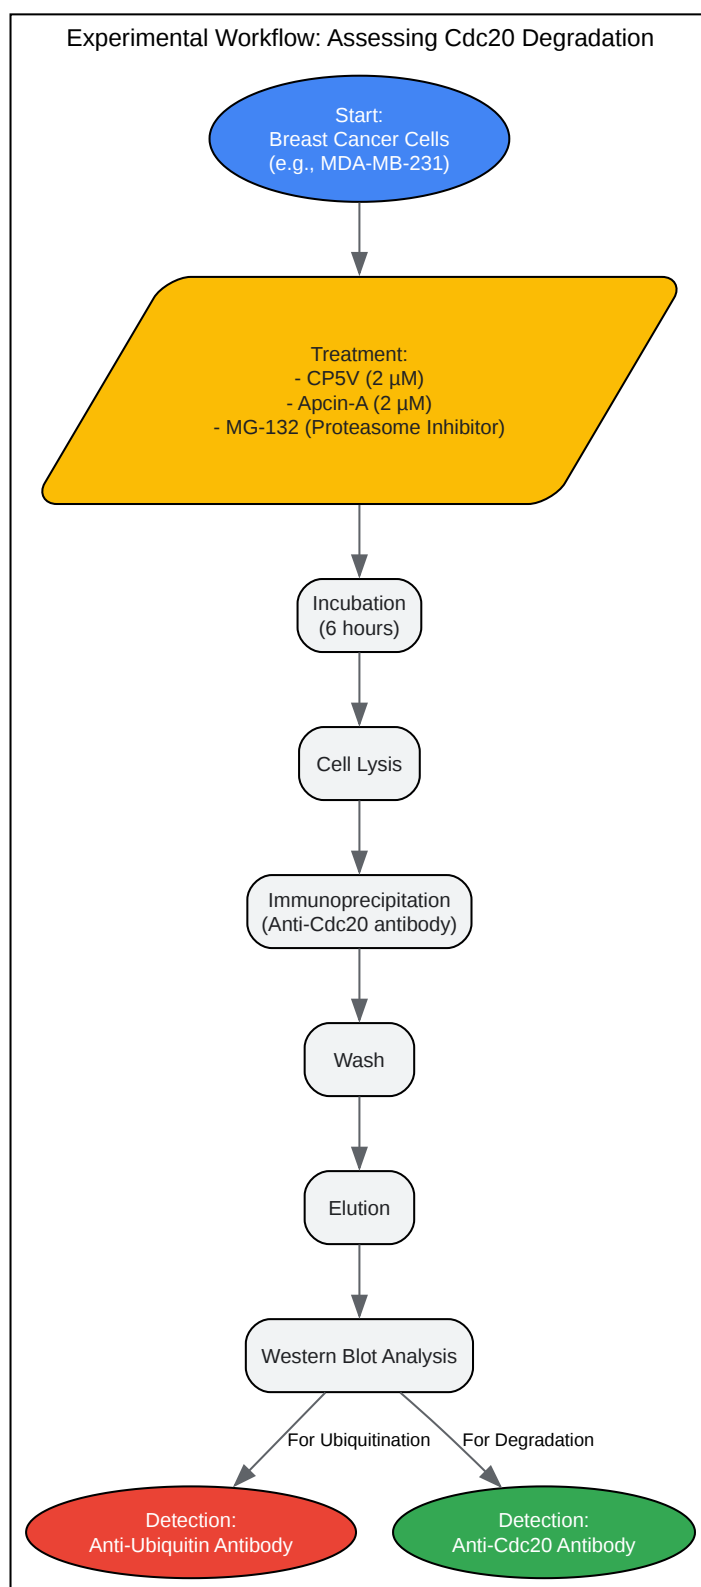 Experimental Workflow: Assessing Cdc20 Degradation
Start:
Breast Cancer Cells
(e.g., MDA-MB-231)
Treatment:
- CP5V (2 µM)
- Apcin-A (2 µM)
- MG-132 (Proteasome Inhibitor)
Incubation
(6 hours)
Cell Lysis
Immunoprecipitation
(Anti-Cdc20 antibody)
Wash
Elution
Western Blot Analysis
For Ubiquitination
For Degradation
Detection:
Anti-Ubiquitin Antibody
Detection:
Anti-Cdc20 Antibody